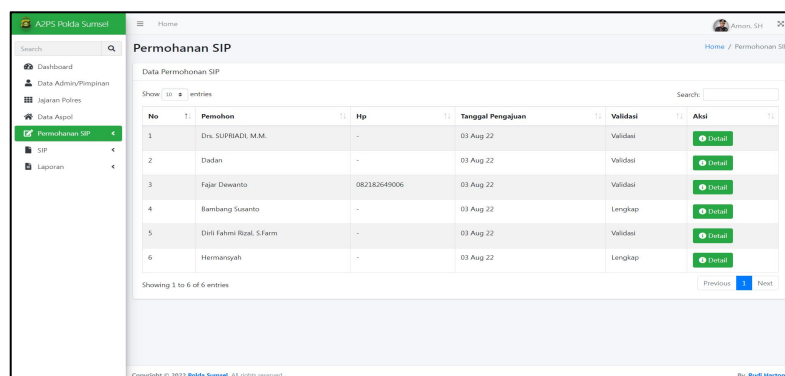 A2PS Polda Sumsel
Home
Amon, SH
Search
Permohanan SIP
Home / Permohonan SIP
Dashboard
Data Admin/Pimpinan
Jajaran Polres
Data Aspol
Permohanan SIP
SIP
Laporan
Data Permohonan SIP
Show 10 entries
Search:
No Pemohon Hp Tanggal Pengajuan Validasi Aksi
1 Drs. SUPRIADI, M.M. - 03 Aug 22 Validasi Detail
2 Dadan - 03 Aug 22 Validasi Detail
3 Fajar Dewanto 082182649006 03 Aug 22 Validasi Detail
4 Bambang Susanto - 03 Aug 22 Lengkap Detail
5 Dirli Fahmi Rizal, S.Farm - 03 Aug 22 Validasi Detail
6 Hermansyah - 03 Aug 22 Lengkap Detail
Showing 1 to 6 of 6 entries
Previous 1 Next
Copyright © 2022 Polda Sumsel. All rights reserved.
By. Rudi Harton